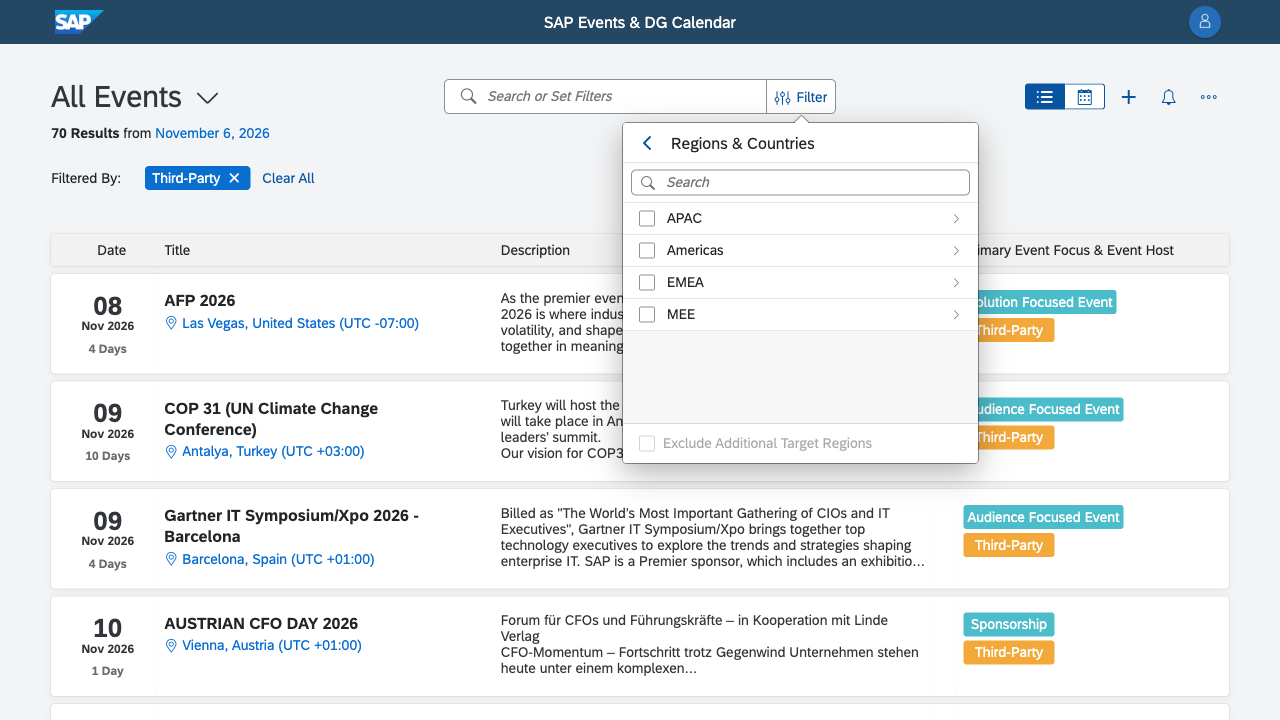 SAP
SAP Events & DG Calendar
All Events
Search or Set Filters
Filter
70 Results from November 6, 2026
Filtered By:
Third-Party
Clear All
Regions & Countries
Search
APAC
Americas
EMEA
MEE
Exclude Additional Target Regions
Date
Title
Description
imary Event Focus & Event Host
08
Nov 2026
4 Days
AFP 2026
Las Vegas, United States (UTC -07:00)
As the premier even
2026 is where indus
volatility, and shape
together in meaning
olution Focused Event
Third-Party
09
Nov 2026
10 Days
COP 31 (UN Climate Change
Conference)
Antalya, Turkey (UTC +03:00)
Turkey will host the
will take place in An
leaders' summit.
Our vision for COP3
udience Focused Event
Third-Party
09
Nov 2026
4 Days
Gartner IT Symposium/Xpo 2026 -
Barcelona
Barcelona, Spain (UTC +01:00)
Billed as "The World's Most Important Gathering of CIOs and IT
Executives", Gartner IT Symposium/Xpo brings together top
technology executives to explore the trends and strategies shaping
enterprise IT. SAP is a Premier sponsor, which includes an exhibitio…
Audience Focused Event
Third-Party
10
Nov 2026
1 Day
AUSTRIAN CFO DAY 2026
Vienna, Austria (UTC +01:00)
Forum für CFOs und Führungskräfte – in Kooperation mit Linde
Verlag
CFO-Momentum – Fortschritt trotz Gegenwind Unternehmen stehen
heute unter einem komplexen…
Sponsorship
Third-Party